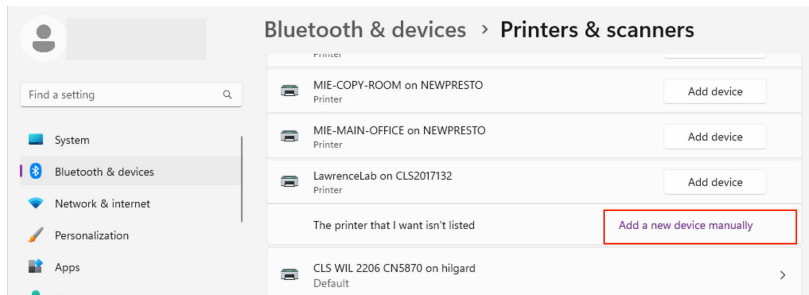 Bluetooth & devices > Printers & scanners
Find a setting
System
Bluetooth & devices
Network & internet
Personalization
Apps
Printer
MIE-COPY-ROOM on NEWPRESTO
Printer
Add device
MIE-MAIN-OFFICE on NEWPRESTO
Printer
Add device
LawrenceLab on CLS2017132
Printer
Add device
The printer that I want isn't listed
Add a new device manually
CLS WIL 2206 CN5870 on hilgard
Default